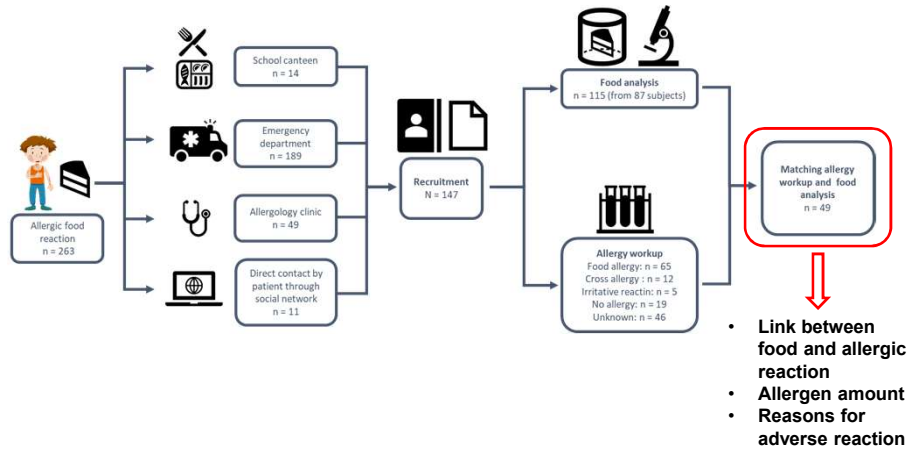 School canteen
n = 14
Emergency
department
n = 189
Allergology clinic
n = 49
Direct contact by
patient through
social network
n = 11
Allergic food
reaction
n = 263
Recruitment
N = 147
Food analysis
n = 115 (from 87 subjects)
Allergy workup
Food allergy: n = 65
Cross allergy : n = 12
Irritative reactin: n = 5
No allergy: n = 19
Unknown: n = 46
Matching allergy
workup and food
analysis
n = 49
• Link between
food and allergic
reaction
• Allergen amount
• Reasons for
adverse reaction